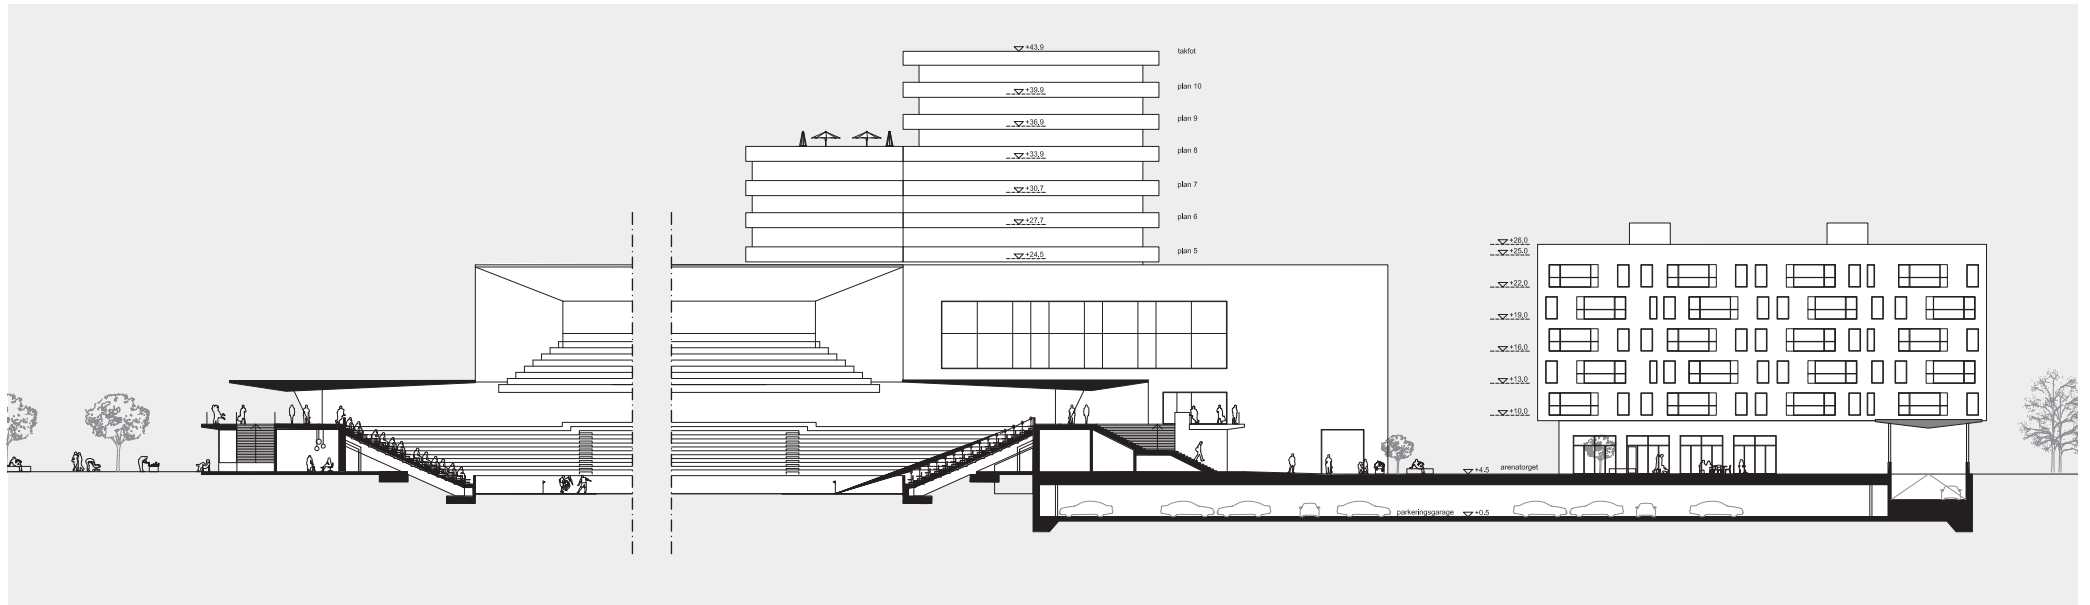 +43.9 takfot
+39.9 plan 10
+36.9 plan 9
+33.9 plan 8
+30.7 plan 7
+27.7 plan 6
+24.5 plan 5
+26.0
+25.0
+22.0
+19.0
+16.0
+13.0
+10.0
+4.5 arenatorget
parkeringsgarage +0.5